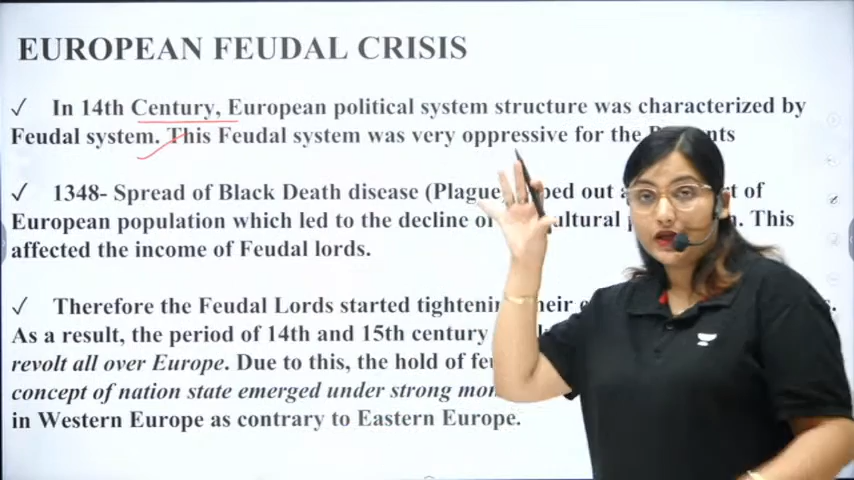 EUROPEAN FEUDAL CRISIS
✓ In 14th Century, European political system structure was characterized by
Feudal system. This Feudal system was very oppressive for the
✓ 1348- Spread of Black Death disease (Plague, of
European population which led to the decline This
affected the income of Feudal lords.
✓ Therefore the Feudal Lords started
As a result, the period of 14th and 15th century
revolt all over Europe. Due to this, the hold of
concept of nation state emerged under strong
in Western Europe as contrary to Eastern Europe.